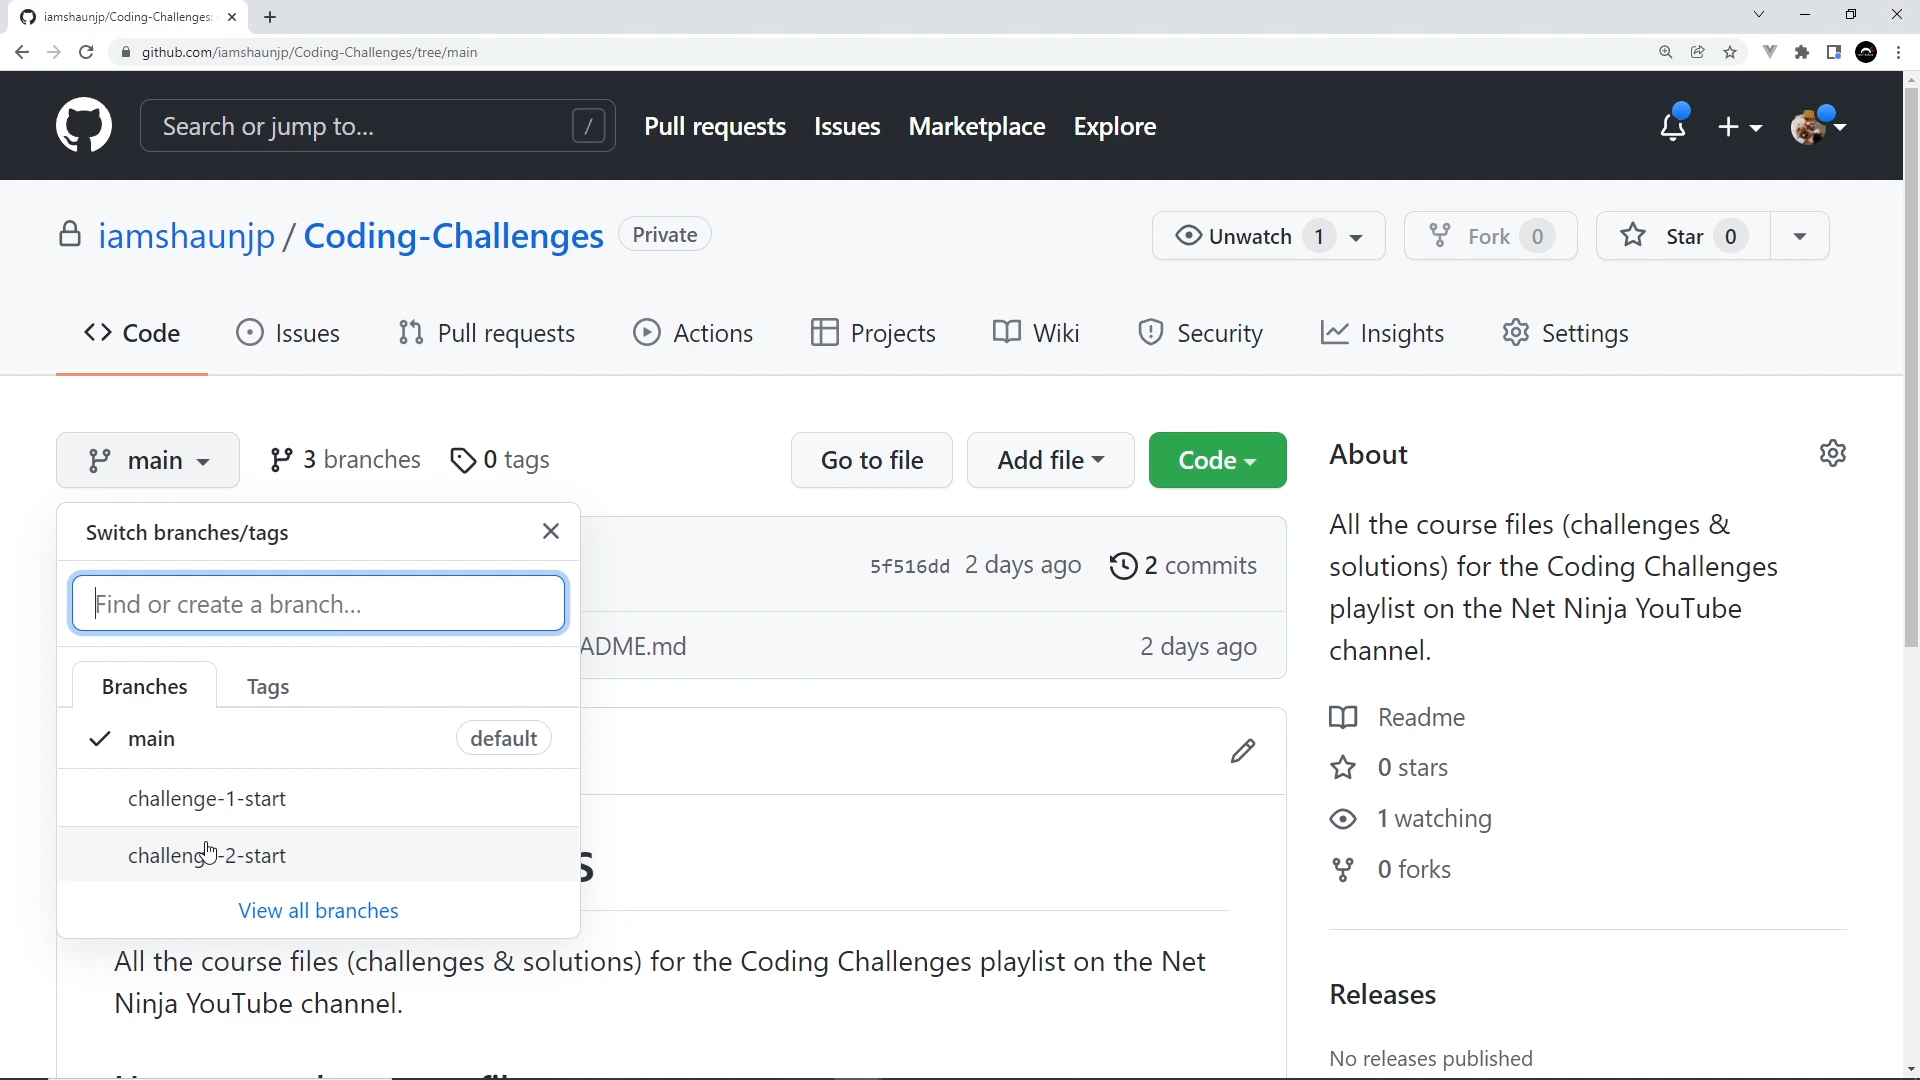 iamshaunjp/Coding-Challenges:
github.com/iamshaunjp/Coding-Challenges/tree/main
Search or jump to... /
Pull requests Issues Marketplace Explore
iamshaunjp / Coding-Challenges Private
Unwatch 1 Fork 0 Star 0
Code Issues Pull requests Actions Projects Wiki Security Insights Settings
main 3 branches 0 tags Go to file Add file Code
Switch branches/tags
Find or create a branch...
Branches Tags
main default
challenge-1-start
challenge-2-start
View all branches
5f516dd 2 days ago 2 commits
ADME.md 2 days ago
s
All the course files (challenges & solutions) for the Coding Challenges playlist on the Net
Ninja YouTube channel.
About
All the course files (challenges &
solutions) for the Coding Challenges
playlist on the Net Ninja YouTube
channel.
Readme
0 stars
1 watching
0 forks
Releases
No releases published